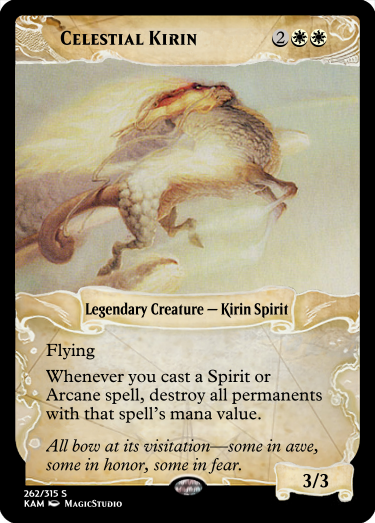 Celestial Kirin 2
Legendary Creature — Kirin Spirit
Flying
Whenever you cast a Spirit or
Arcane spell, destroy all permanents
with that spell's mana value.
All bow at its visitation—some in awe,
some in honor, some in fear.
3/3
262/315 S
KAM MagicStudio